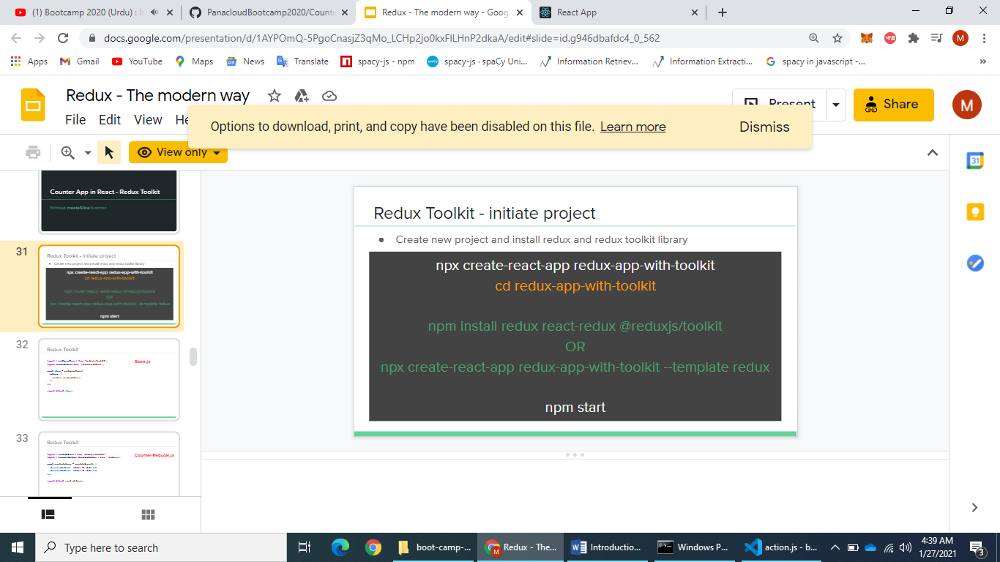 Bootcamp 2020 (Urdu) : I
PanacloudBootcamp2020/Counte
Redux - The modern way - Goog
React App
docs.google.com/presentation/d/1AYPOmQ-5PgoCnasjZ3qMo_LCHp2jo0kxFILHnP2dkaA/edit#slide=id.g946dbafdc4_0_562
M
Apps
Gmail
YouTube
Maps
News
Translate
spacy-js - npm
spacy-js · spaCy Uni...
Information Retriev...
Information Extracti...
spacy in javascript -...
Redux - The modern way
File Edit View He
Present
Share
M
Options to download, print, and copy have been disabled on this file. Learn more
Dismiss
View only
31
Counter App in React - Redux Toolkit
Without createSlice function
31
Redux Toolkit - initiate project
Create new project and install redux and redux toolkit library
npx create-react-app redux-app-with-toolkit
cd redux-app-with-toolkit
npm install redux react-redux @reduxjs/toolkit
OR
npx create-react-app redux-app-with-toolkit --template redux
npm start
32
Redux Toolkit
Store.js
33
Redux Toolkit
Counter-Reducer.js
Redux Toolkit - initiate project
● Create new project and install redux and redux toolkit library
npx create-react-app redux-app-with-toolkit
cd redux-app-with-toolkit
npm install redux react-redux @reduxjs/toolkit
OR
npx create-react-app redux-app-with-toolkit --template redux
npm start
Type here to search
boot-camp-...
Redux - The...
Introduction...
Windows P...
action.js - b...
4:39 AM
1/27/2021
3